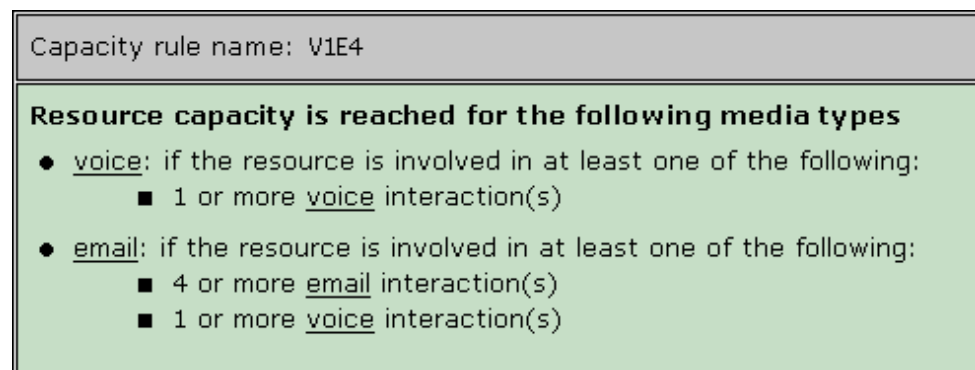 Capacity rule name: V1E4
Resource capacity is reached for the following media types
● voice: if the resource is involved in at least one of the following:
■ 1 or more voice interaction(s)
● email: if the resource is involved in at least one of the following:
■ 4 or more email interaction(s)
■ 1 or more voice interaction(s)